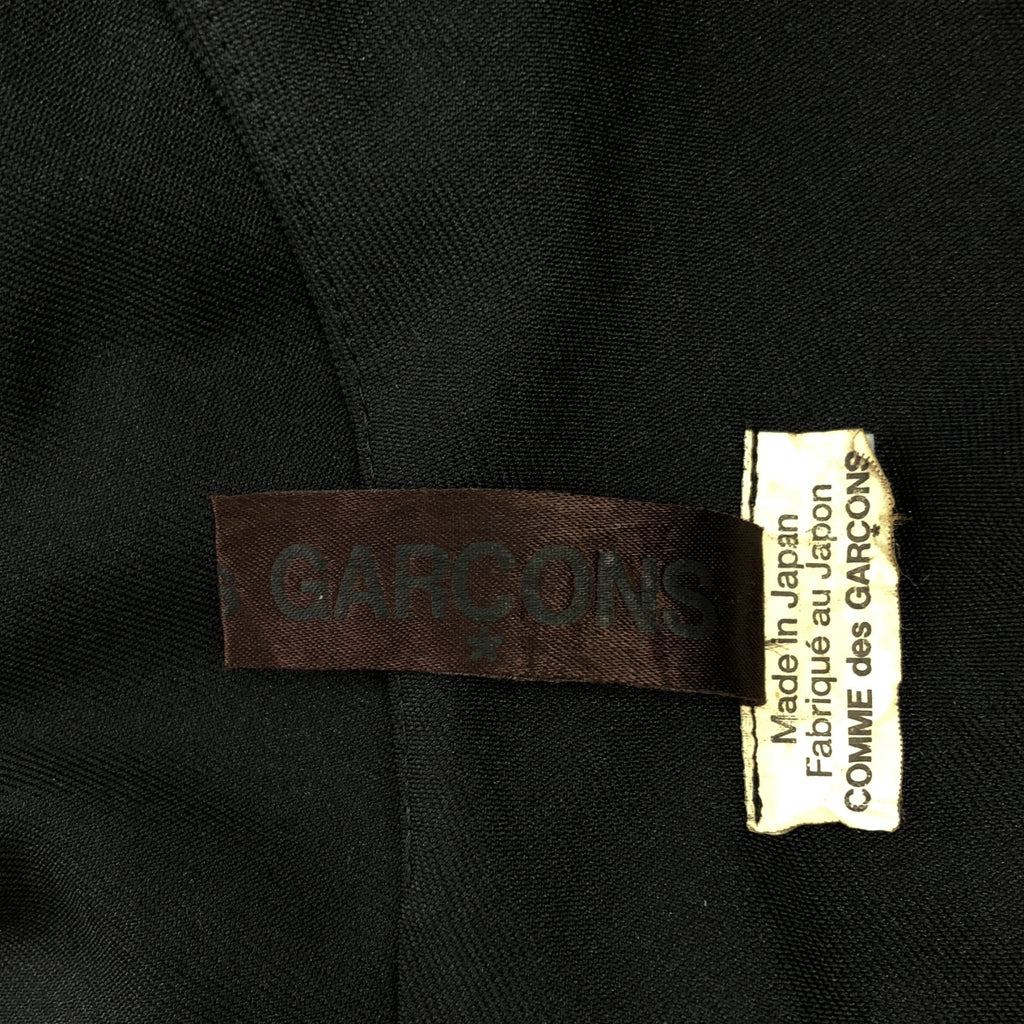 s GARÇONS
Made in Japan
Fabriqué au Japon
COMME des GARÇONS